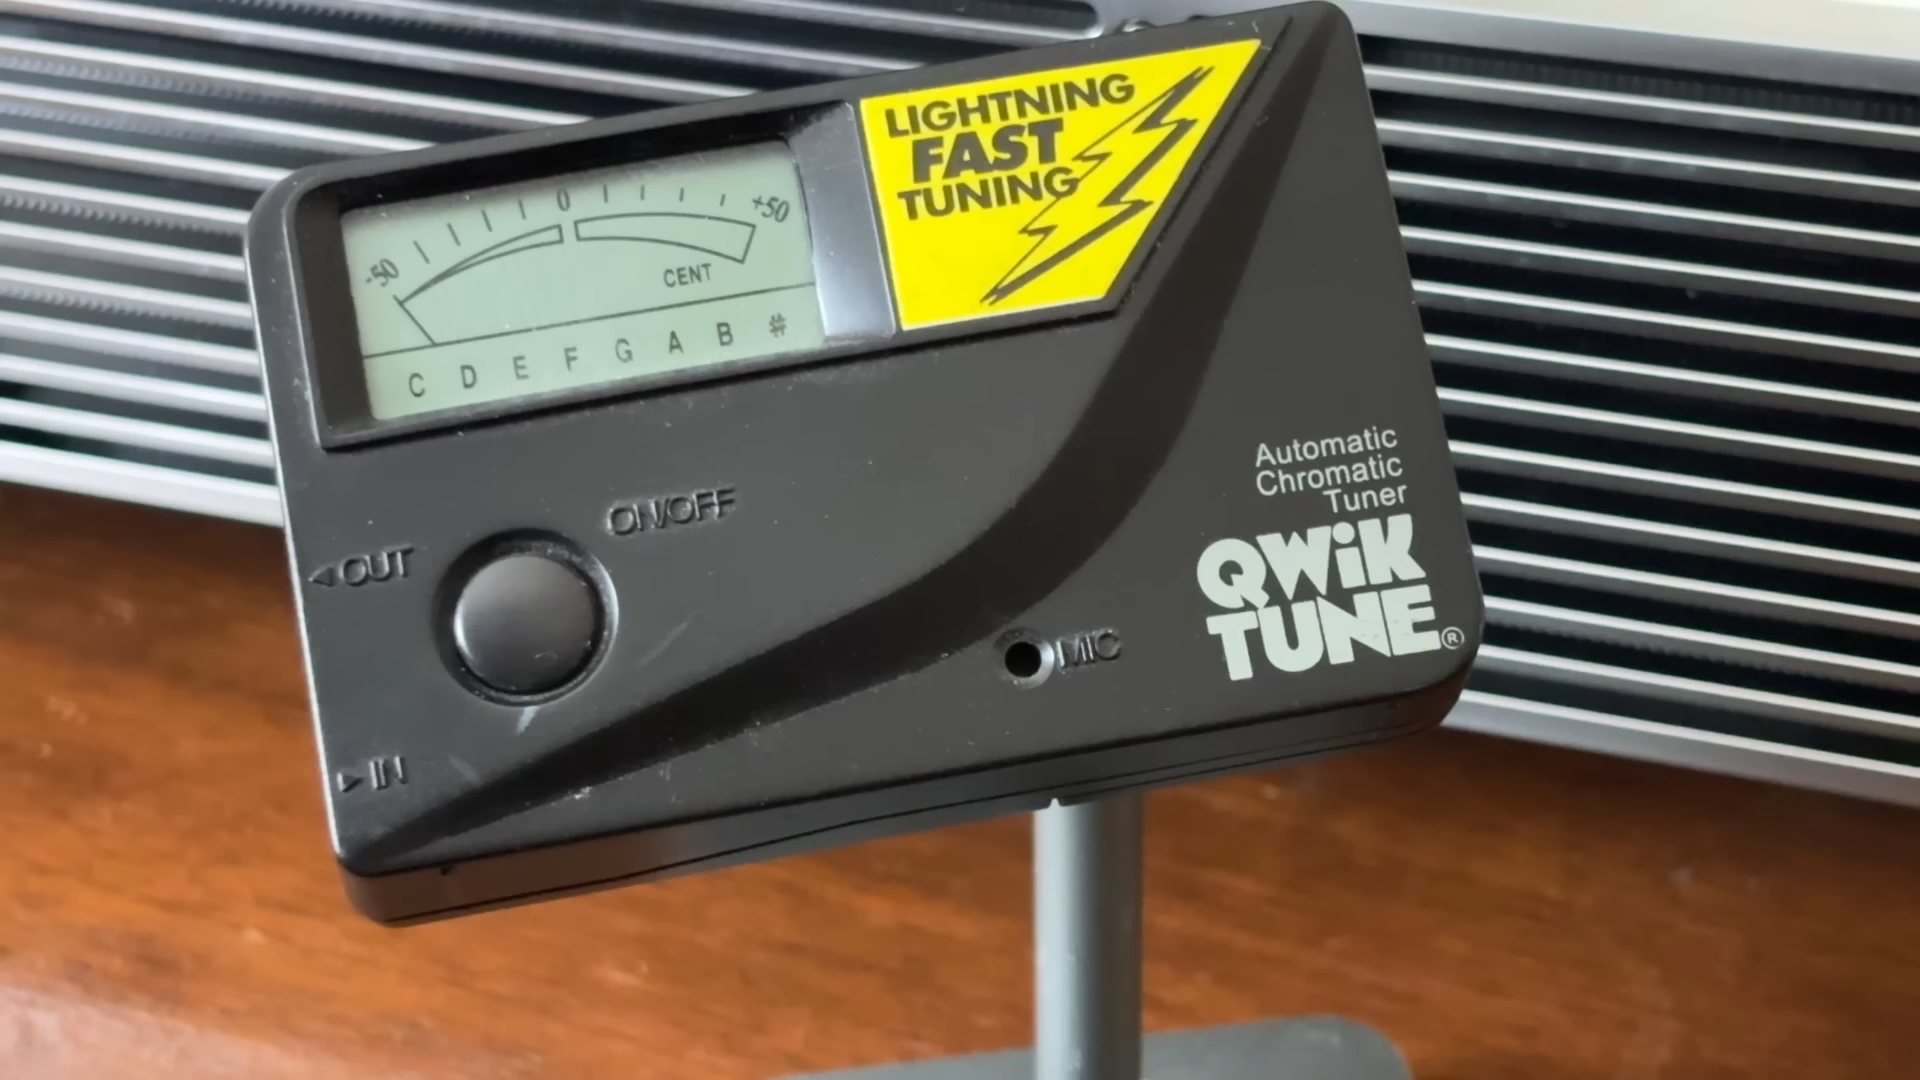 LIGHTNING
FAST
TUNING
-50 0 +50
CENT
C D E F G A B #
ON/OFF
◄OUT
►IN
MIC
Automatic
Chromatic
Tuner
QWiK
TUNE®